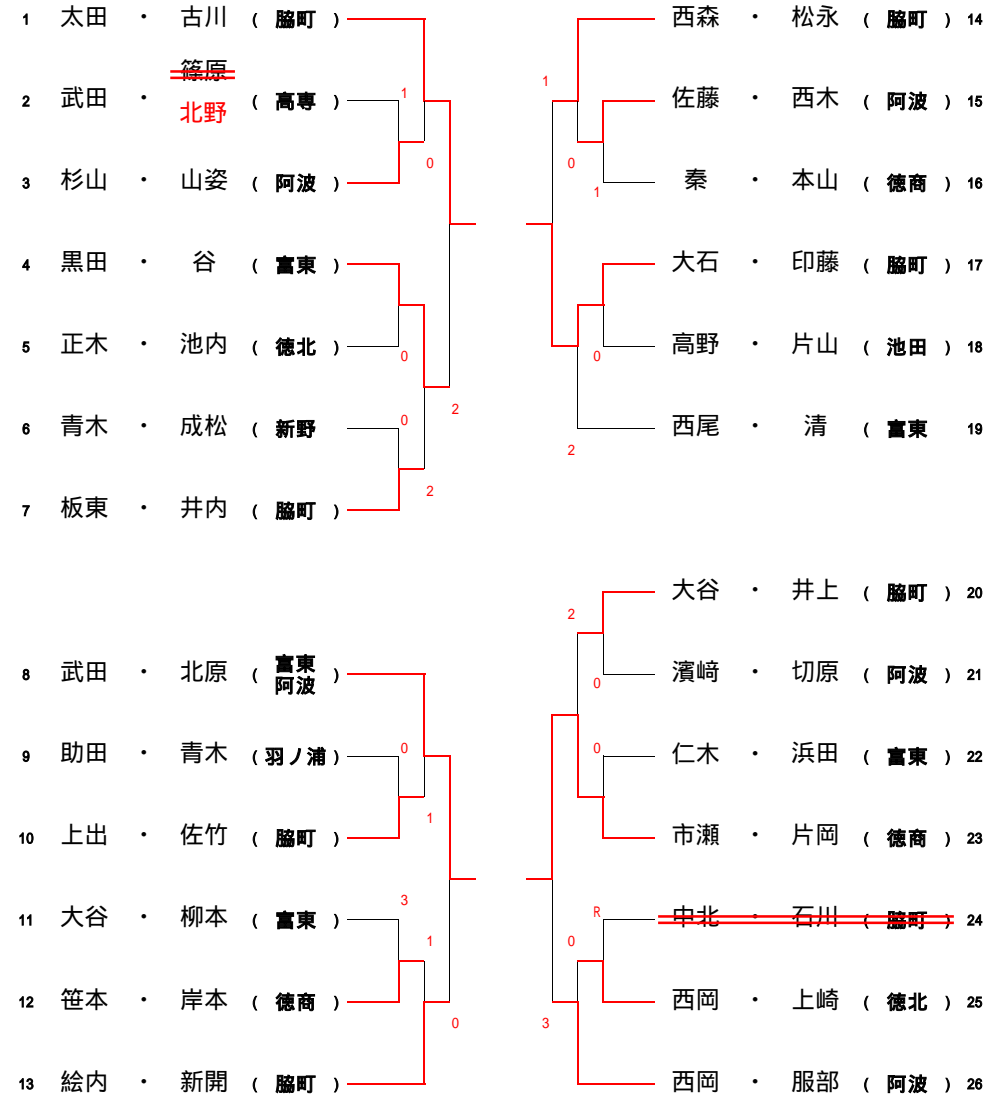 1 太田 ・ 古川 ( 脇町 )
篠原
2 武田 ・ 北野 ( 高専 )
1
3 杉山 ・ 山姿 ( 阿波 )
0
4 黒田 ・ 谷 ( 富東 )
5 正木 ・ 池内 ( 徳北 )
0
2
6 青木 ・ 成松 ( 新野 )
0
2
7 板東 ・ 井内 ( 脇町 )
8 武田 ・ 北原 ( 富東 阿波 )
9 助田 ・ 青木 ( 羽ノ浦 )
0
1
10 上出 ・ 佐竹 ( 脇町 )
3
11 大谷 ・ 柳本 ( 富東 )
1
12 笹本 ・ 岸本 ( 徳商 )
0
13 絵内 ・ 新開 ( 脇町 )
西森 ・ 松永 ( 脇町 ) 14
1
佐藤 ・ 西木 ( 阿波 ) 15
0
秦 ・ 本山 ( 徳商 ) 16
1
大石 ・ 印藤 ( 脇町 ) 17
高野 ・ 片山 ( 池田 ) 18
0
西尾 ・ 清 ( 富東 19
2
大谷 ・ 井上 ( 脇町 ) 20
2
濱﨑 ・ 切原 ( 阿波 ) 21
0
仁木 ・ 浜田 ( 富東 ) 22
0
市瀬 ・ 片岡 ( 徳商 ) 23
R
中北 ・ 石川 ( 脇町 ) 24
0
西岡 ・ 上崎 ( 徳北 ) 25
3
西岡 ・ 服部 ( 阿波 ) 26